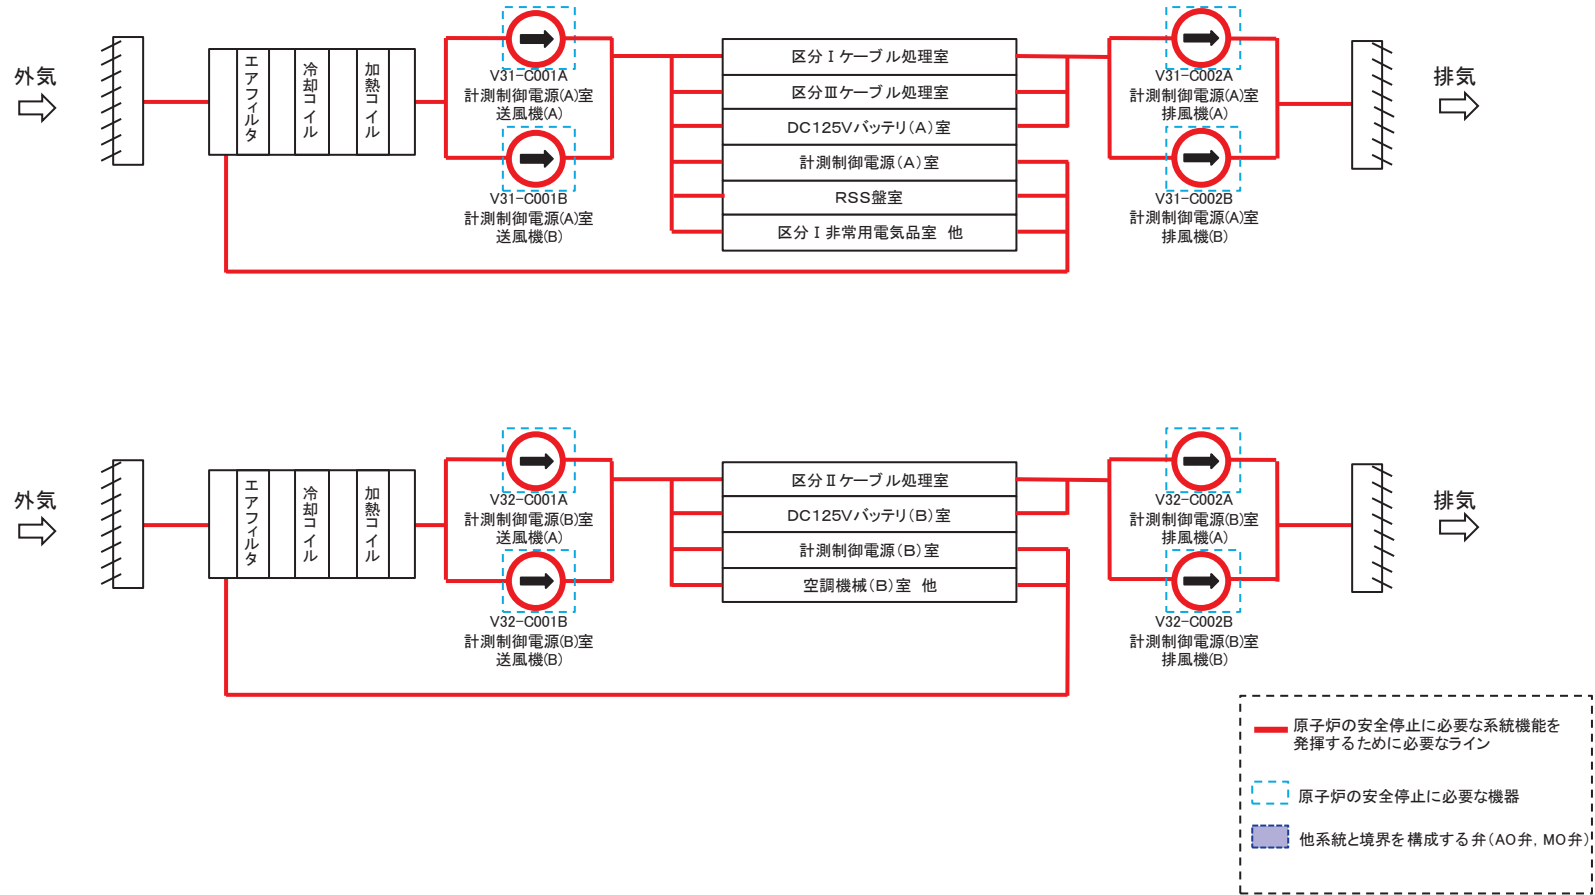 外気
エアフィルタ
冷却コイル
加熱コイル
V31-C001A
計測制御電源(A)室
送風機(A)
V31-C001B
計測制御電源(A)室
送風機(B)
区分Ⅰケーブル処理室
区分Ⅲケーブル処理室
DC125Vバッテリ(A)室
計測制御電源(A)室
RSS盤室
区分Ⅰ非常用電気品室 他
V31-C002A
計測制御電源(A)室
排風機(A)
V31-C002B
計測制御電源(A)室
排風機(B)
排気
外気
エアフィルタ
冷却コイル
加熱コイル
V32-C001A
計測制御電源(B)室
送風機(A)
V32-C001B
計測制御電源(B)室
送風機(B)
区分Ⅱケーブル処理室
DC125Vバッテリ(B)室
計測制御電源(B)室
空調機械(B)室 他
V32-C002A
計測制御電源(B)室
排風機(A)
V32-C002B
計測制御電源(B)室
排風機(B)
排気
原子炉の安全停止に必要な系統機能を
発揮するために必要なライン
原子炉の安全停止に必要な機器
他系統と境界を構成する弁(AO弁, MO弁)